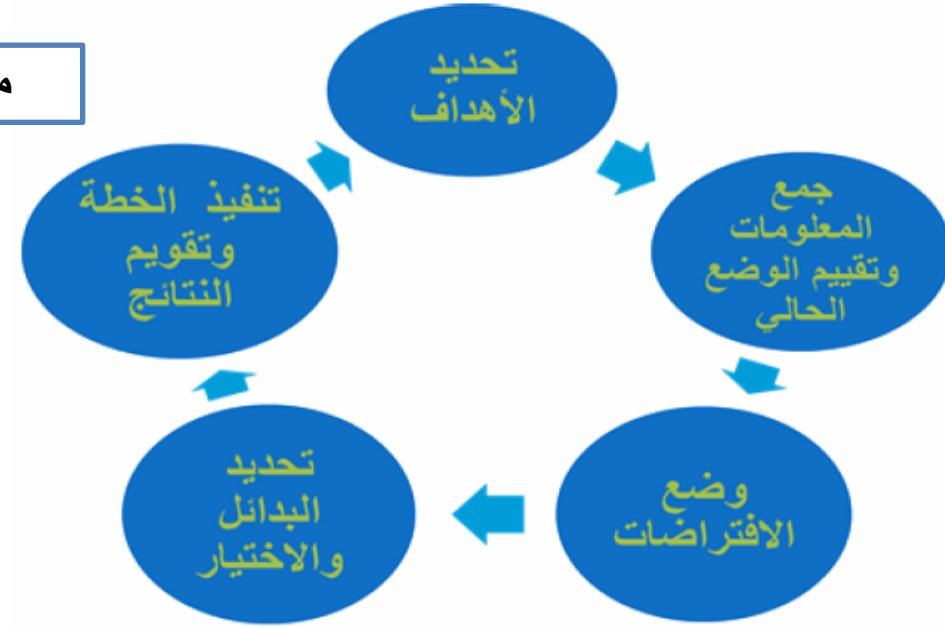 تحديد
الأهداف
جمع
المعلومات
وتقييم الوضع
الحالي
وضع
الافتراضات
تحديد
البدائل
والاختيار
تنفيذ الخطة
وتقويم
النتائج